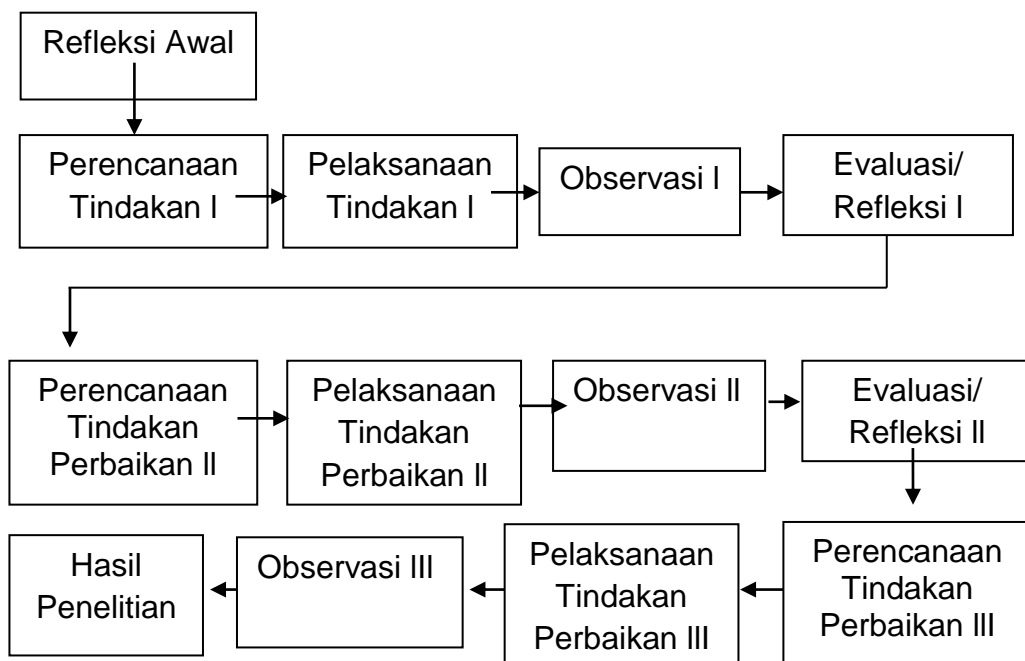 Refleksi Awal
Perencanaan
Tindakan I
Pelaksanaan
Tindakan I
Observasi I
Evaluasi/
Refleksi I
Perencanaan
Tindakan
Perbaikan II
Pelaksanaan
Tindakan
Perbaikan II
Observasi II
Evaluasi/
Refleksi II
Hasil
Penelitian
Observasi III
Pelaksanaan
Tindakan
Perbaikan III
Perencanaan
Tindakan
Perbaikan III